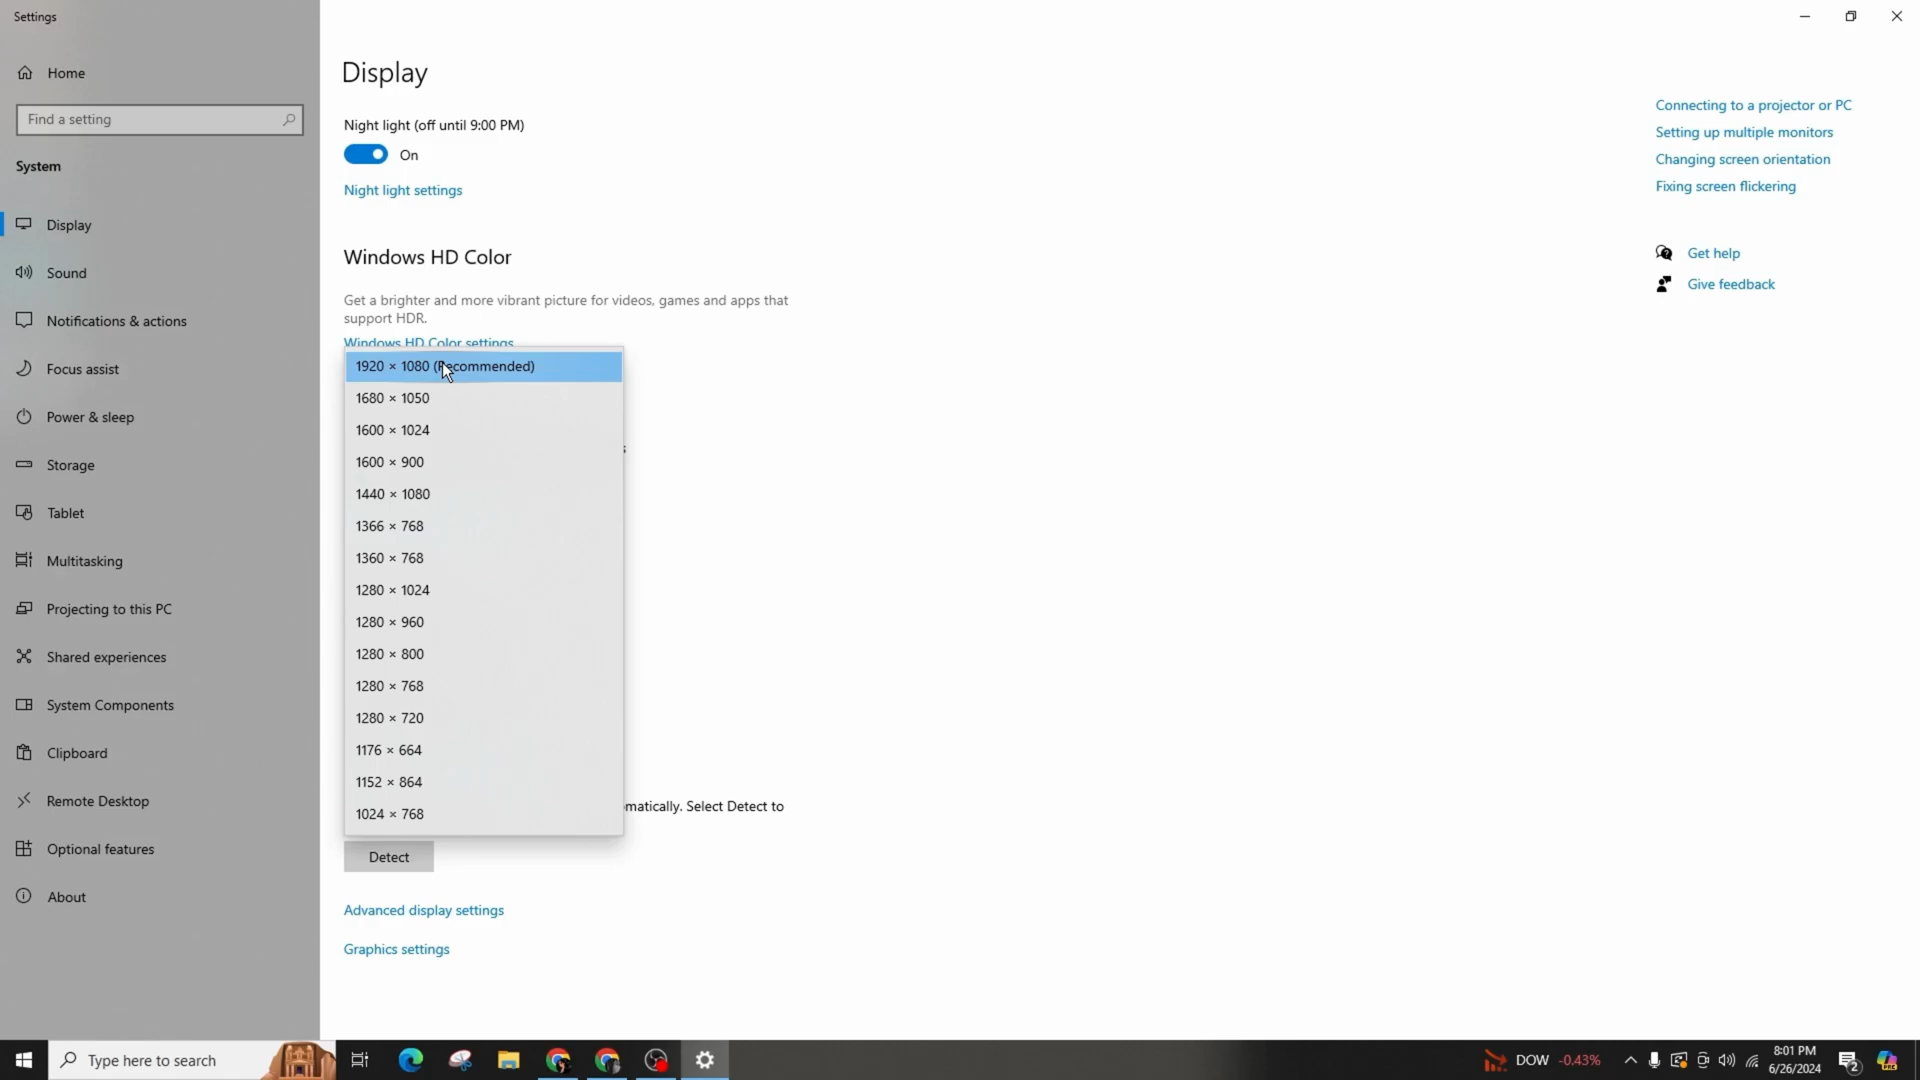 Settings
Home
Find a setting
System
Display
Sound
Notifications & actions
Focus assist
Power & sleep
Storage
Tablet
Multitasking
Projecting to this PC
Shared experiences
System Components
Clipboard
Remote Desktop
Optional features
About
Display
Night light (off until 9:00 PM)
On
Night light settings
Windows HD Color
Get a brighter and more vibrant picture for videos, games and apps that
support HDR.
Windows HD Color settings
1920 × 1080 (Recommended)
1680 × 1050
1600 × 1024
1600 × 900
1440 × 1080
1366 × 768
1360 × 768
1280 × 1024
1280 × 960
1280 × 800
1280 × 768
1280 × 720
1176 × 664
1152 × 864
1024 × 768
matically. Select Detect to
Detect
Advanced display settings
Graphics settings
Connecting to a projector or PC
Setting up multiple monitors
Changing screen orientation
Fixing screen flickering
Get help
Give feedback
Type here to search
DOW -0.43%
8:01 PM
6/26/2024
2
PRE